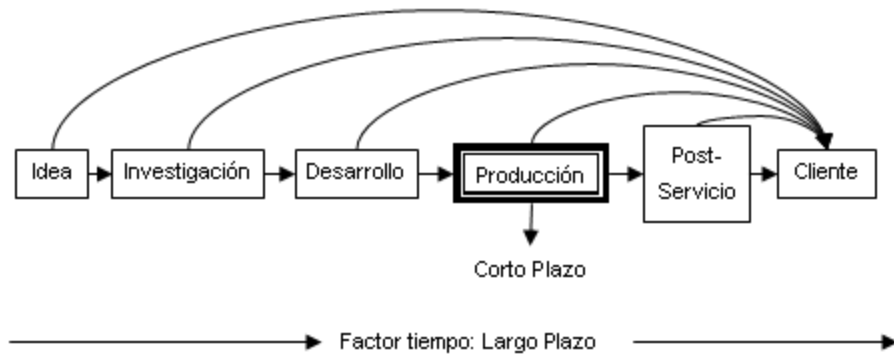 Idea
Investigación
Desarrollo
Producción
Post-
Servicio
Cliente
Corto Plazo
Factor tiempo: Largo Plazo